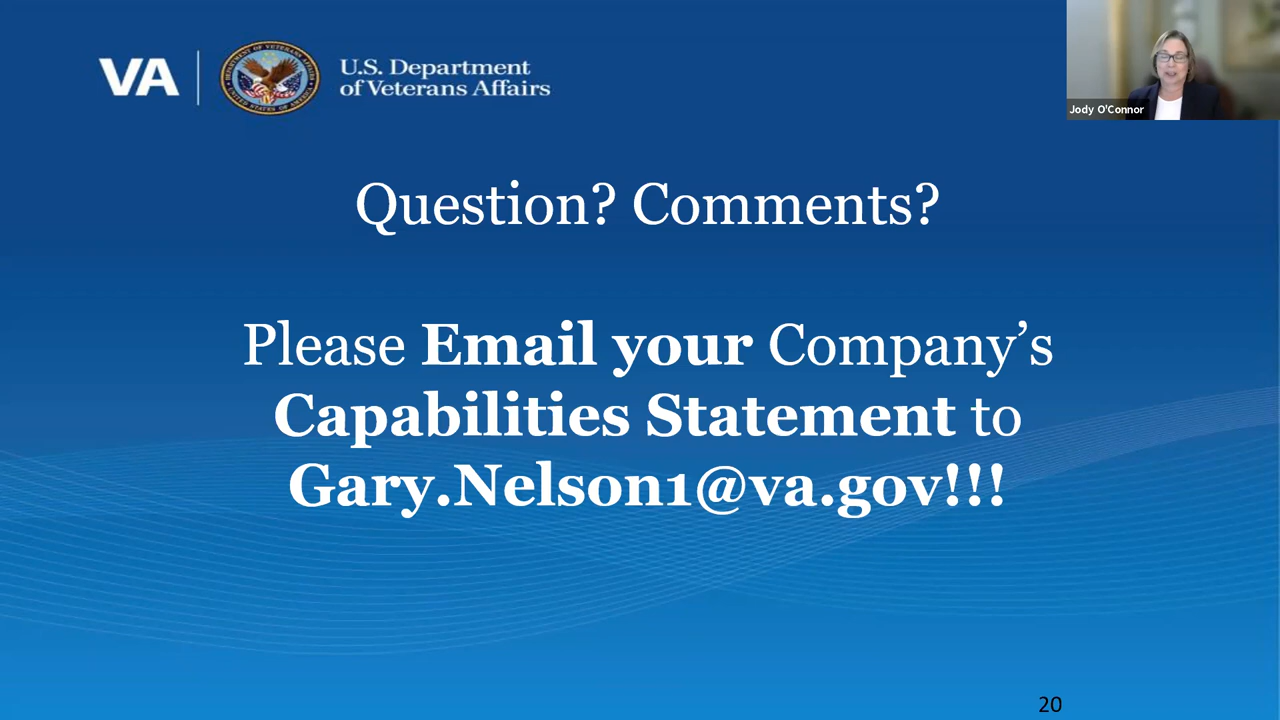 VA
U.S. Department
of Veterans Affairs
Jody O'Connor
Question? Comments?
Please Email your Company’s
Capabilities Statement to
Gary.Nelson1@va.gov!!!
20